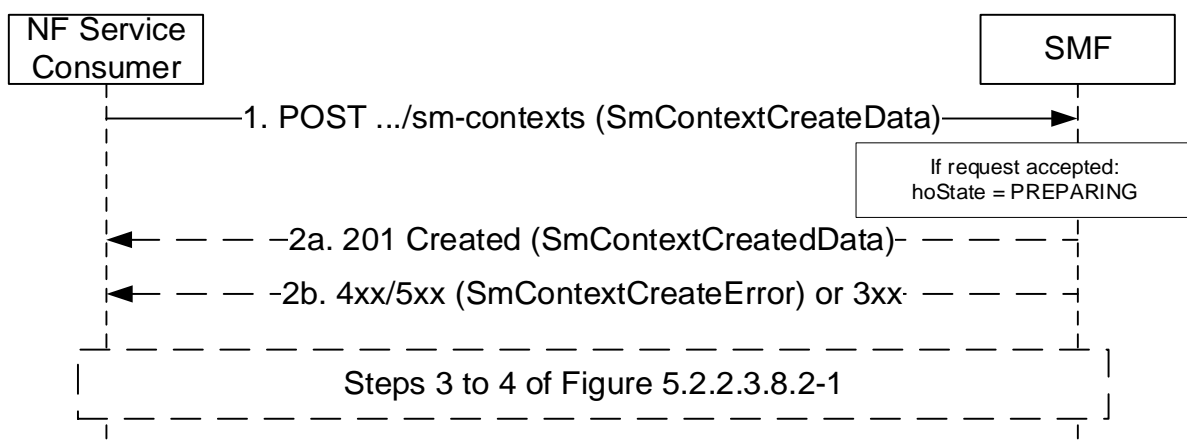 NF Service
Consumer
SMF
1. POST .../sm-contexts (SmContextCreateData)
If request accepted:
hoState = PREPARING
2a. 201 Created (SmContextCreatedData)
2b. 4xx/5xx (SmContextCreateError) or 3xx
Steps 3 to 4 of Figure 5.2.2.3.8.2-1